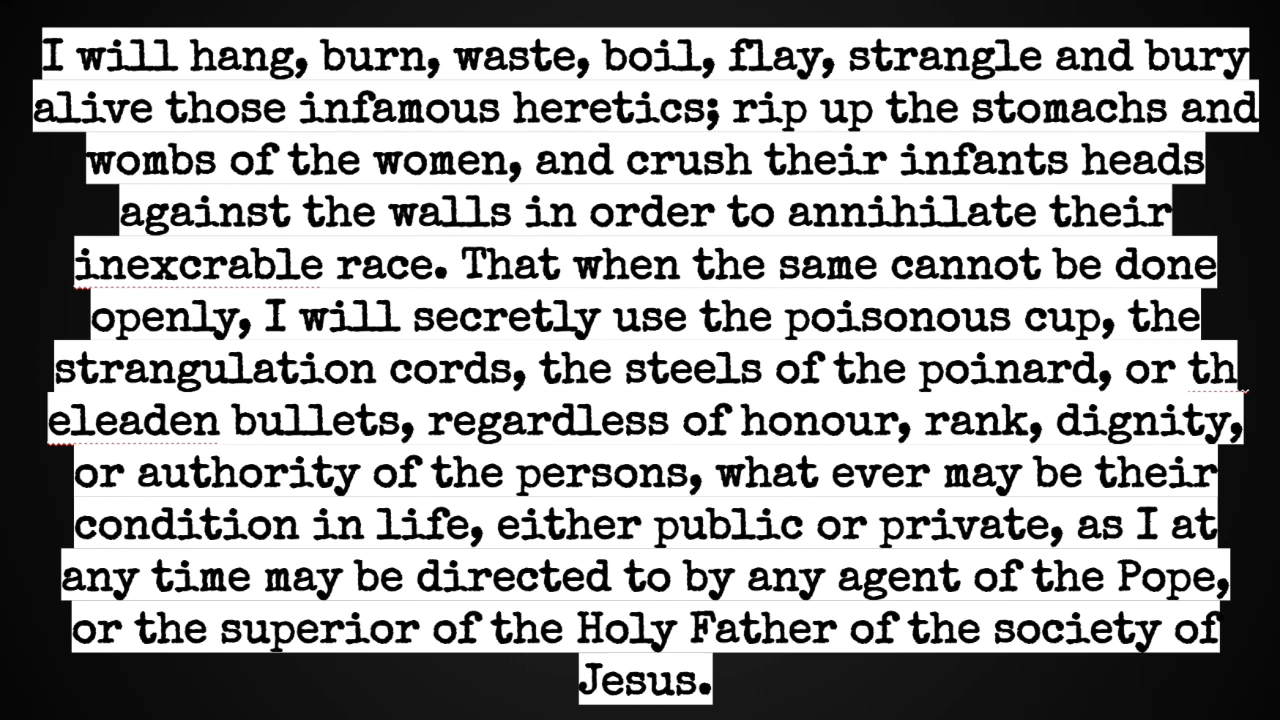 I will hang, burn, waste, boil, flay, strangle and bury
alive those infamous heretics; rip up the stomachs and
wombs of the women, and crush their infants heads
against the walls in order to annihilate their
inexcrable race. That when the same cannot be done
openly, I will secretly use the poisonous cup, the
strangulation cords, the steels of the poinard, or th
eleaden bullets, regardless of honour, rank, dignity,
or authority of the persons, what ever may be their
condition in life, either public or private, as I at
any time may be directed to by any agent of the Pope,
or the superior of the Holy Father of the society of
Jesus.